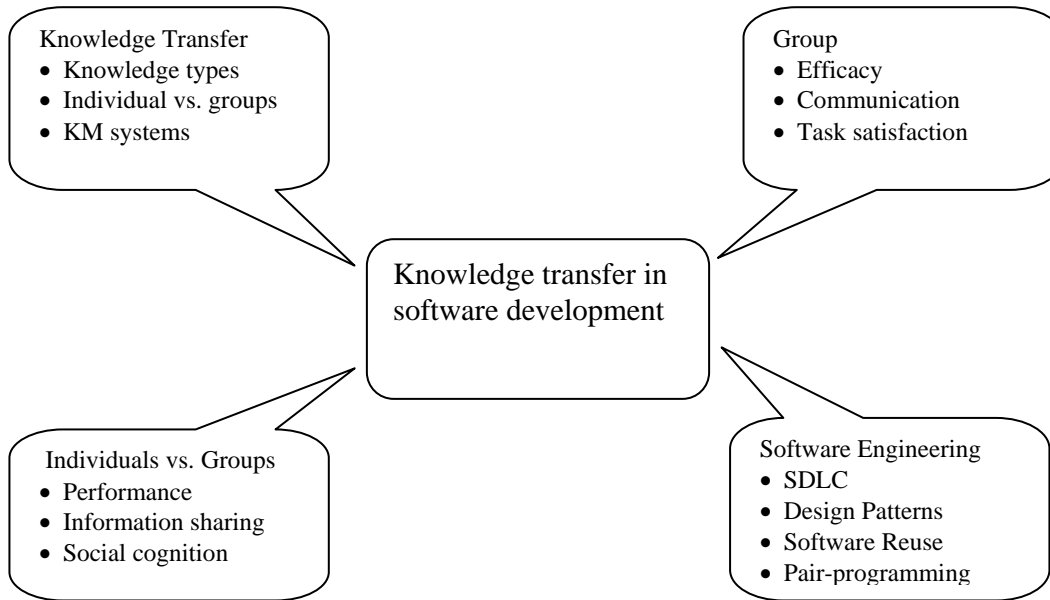 Knowledge Transfer
• Knowledge types
• Individual vs. groups
• KM systems
Group
• Efficacy
• Communication
• Task satisfaction
Knowledge transfer in
software development
Individuals vs. Groups
• Performance
• Information sharing
• Social cognition
Software Engineering
• SDLC
• Design Patterns
• Software Reuse
• Pair-programming